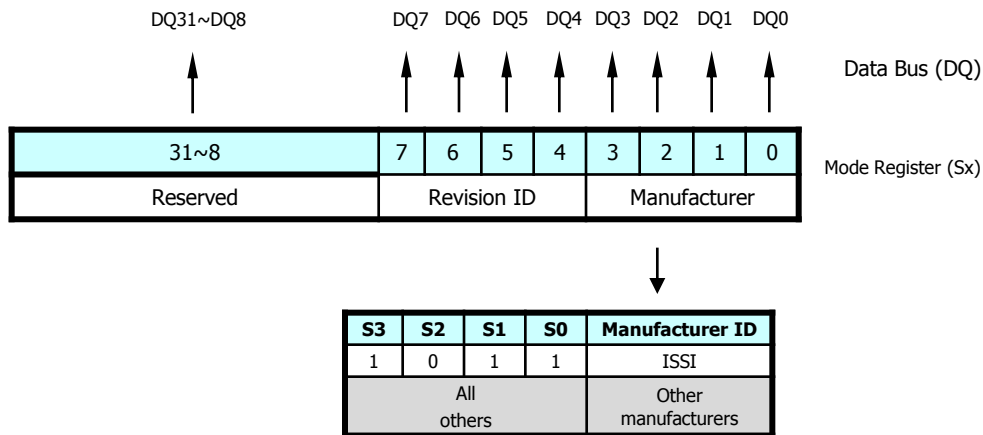 DQ31~DQ8 DQ7 DQ6 DQ5 DQ4 DQ3 DQ2 DQ1 DQ0
Data Bus (DQ)
31~8 7 6 5 4 3 2 1 0
Mode Register (Sx)
Reserved Revision ID Manufacturer
S3 S2 S1 S0 Manufacturer ID
1 0 1 1 ISSI
All others Other manufacturers